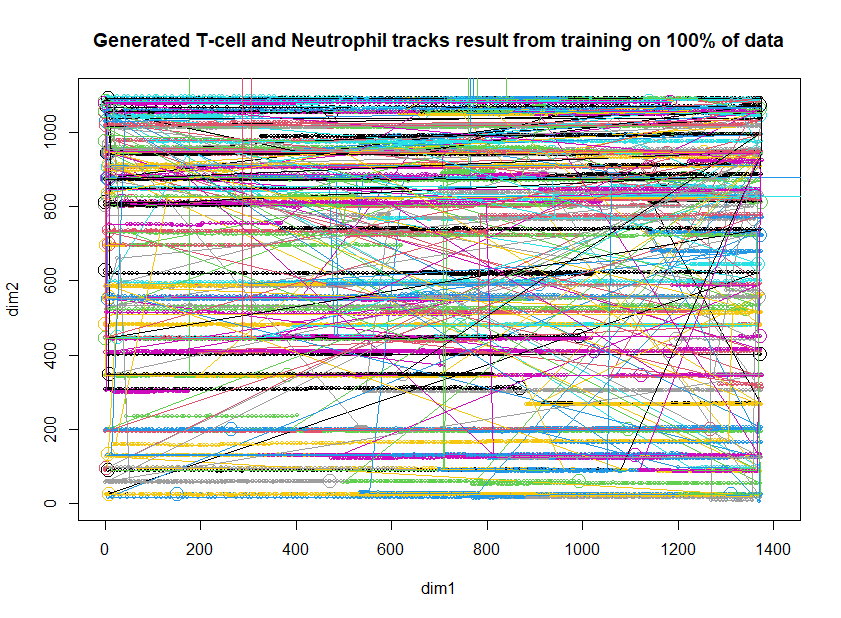 Generated T-cell and Neutrophil tracks result from training on 100% of data
1000
800
600
400
200
0
dim2
0 200 400 600 800 1000 1200 1400
dim1